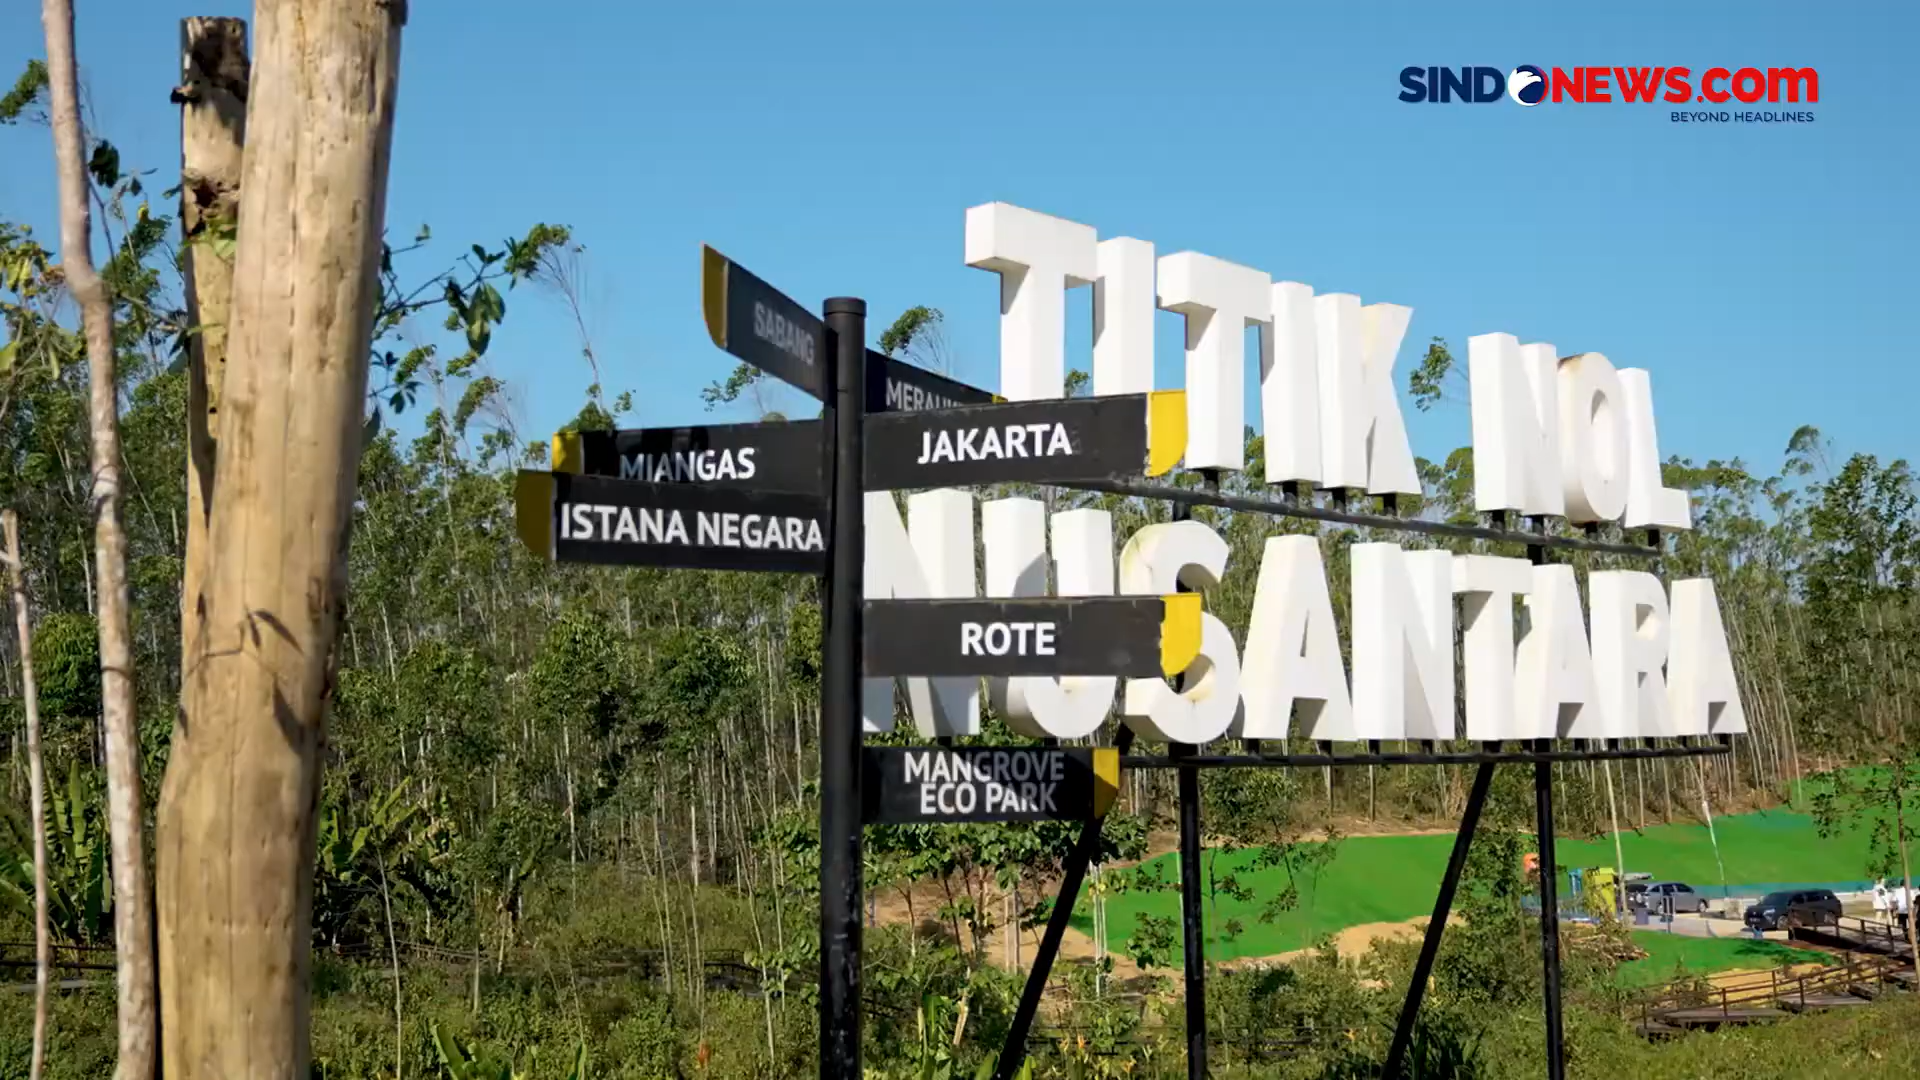 SINDONEWS.COM
BEYOND HEADLINES
TITIK NOL
NUSANTARA
SABANG
JAKARTA
MIANGAS
ISTANA NEGARA
ROTE
MANGROVE
ECO PARK